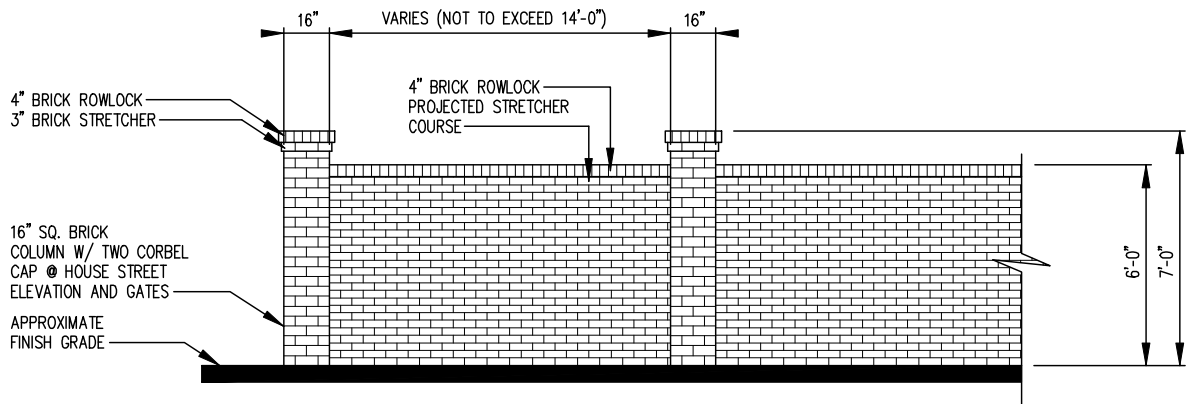 16"
VARIES (NOT TO EXCEED 14'-0")
16"
4" BRICK ROWLOCK
3" BRICK STRETCHER
4" BRICK ROWLOCK
PROJECTED STRETCHER
COURSE
16" SQ. BRICK
COLUMN W/ TWO CORBEL
CAP @ HOUSE STREET
ELEVATION AND GATES
APPROXIMATE
FINISH GRADE
6'-0"
7'-0"